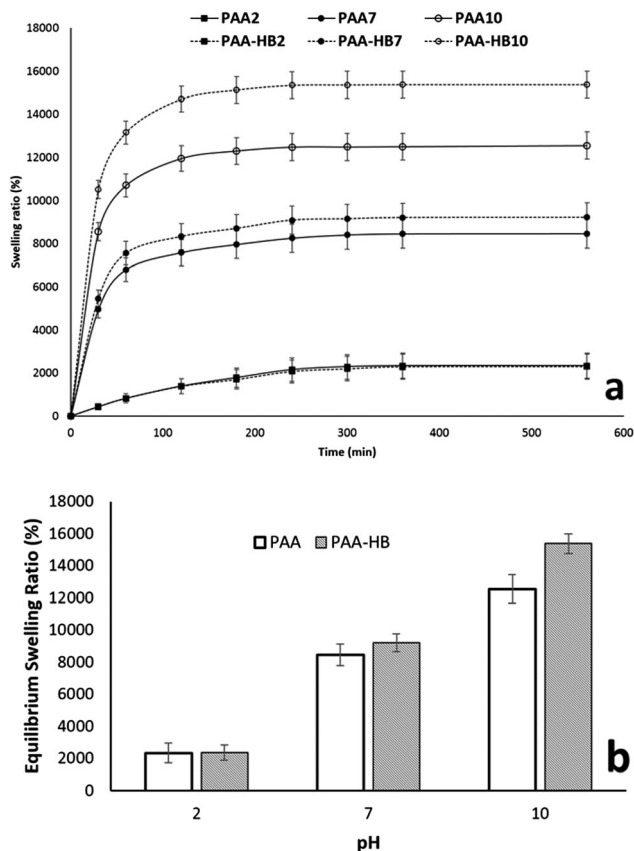 PAA2 PAA7 PAA10
PAA-HB2 PAA-HB7 PAA-HB10
Swelling ratio (%)
16000
14000
12000
10000
8000
6000
4000
2000
0
0 100 200 300 400 500 600
Time (min)
a
Equilibrium Swelling Ratio (%)
18000
16000
14000
12000
10000
8000
6000
4000
2000
0
PAA PAA-HB
2 7 10
pH
b